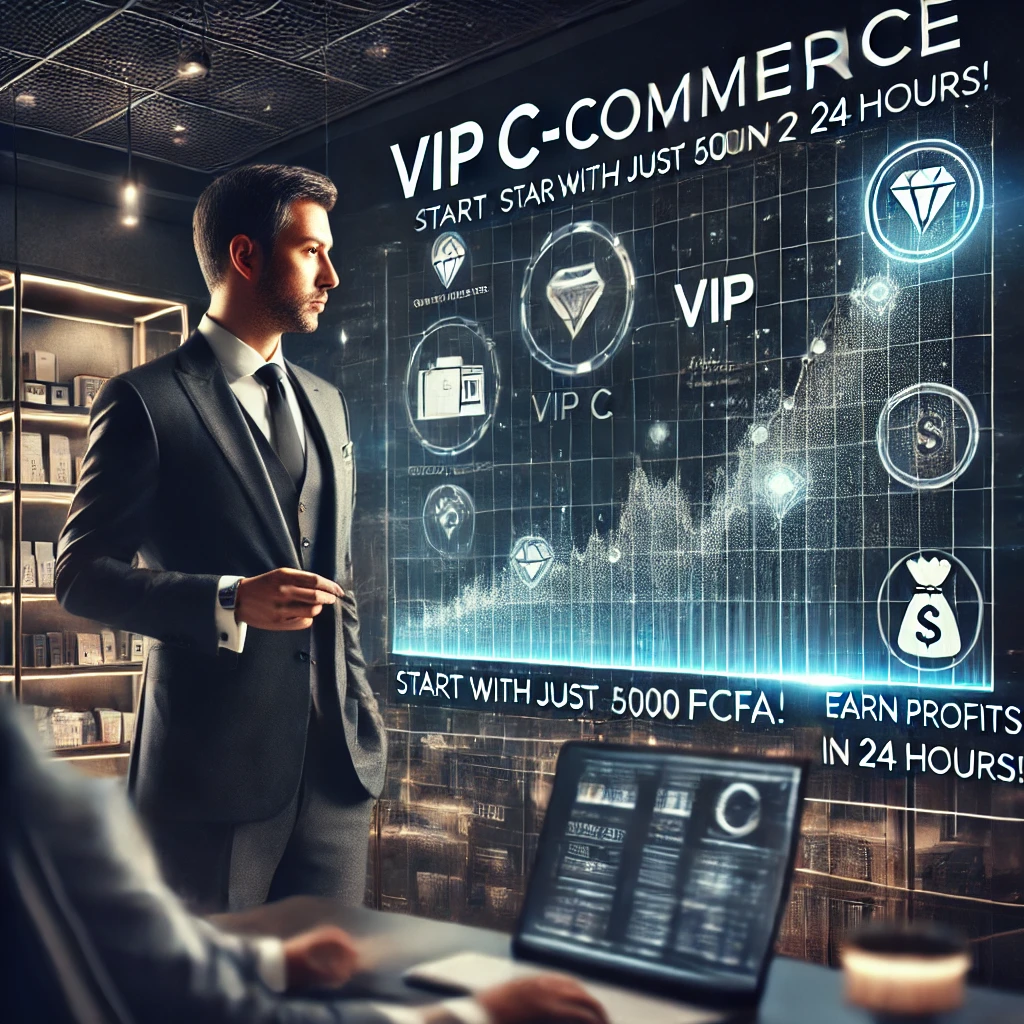 VIP C-COMMERCE
START STAR WITH JUST 500UN 2 24 HOURS!
VIP
VIP C
$
$
START WITH JUST 5000 FCFA!
EARN PROFITS
IN 24 HOURS!